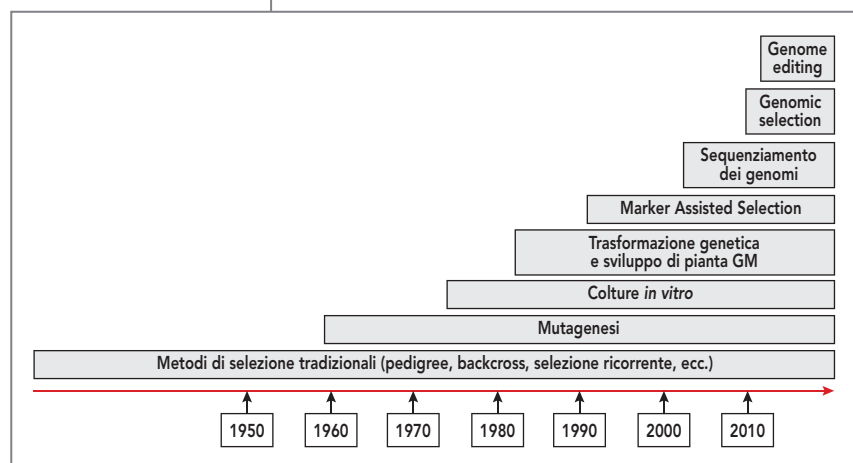 Genome
editing
Genomic
selection
Sequenziamento
dei genomi
Marker Assisted Selection
Trasformazione genetica
e sviluppo di pianta GM
Colture in vitro
Mutagenesi
Metodi di selezione tradizionali (pedigree, backcross, selezione ricorrente, ecc.)
1950 1960 1970 1980 1990 2000 2010